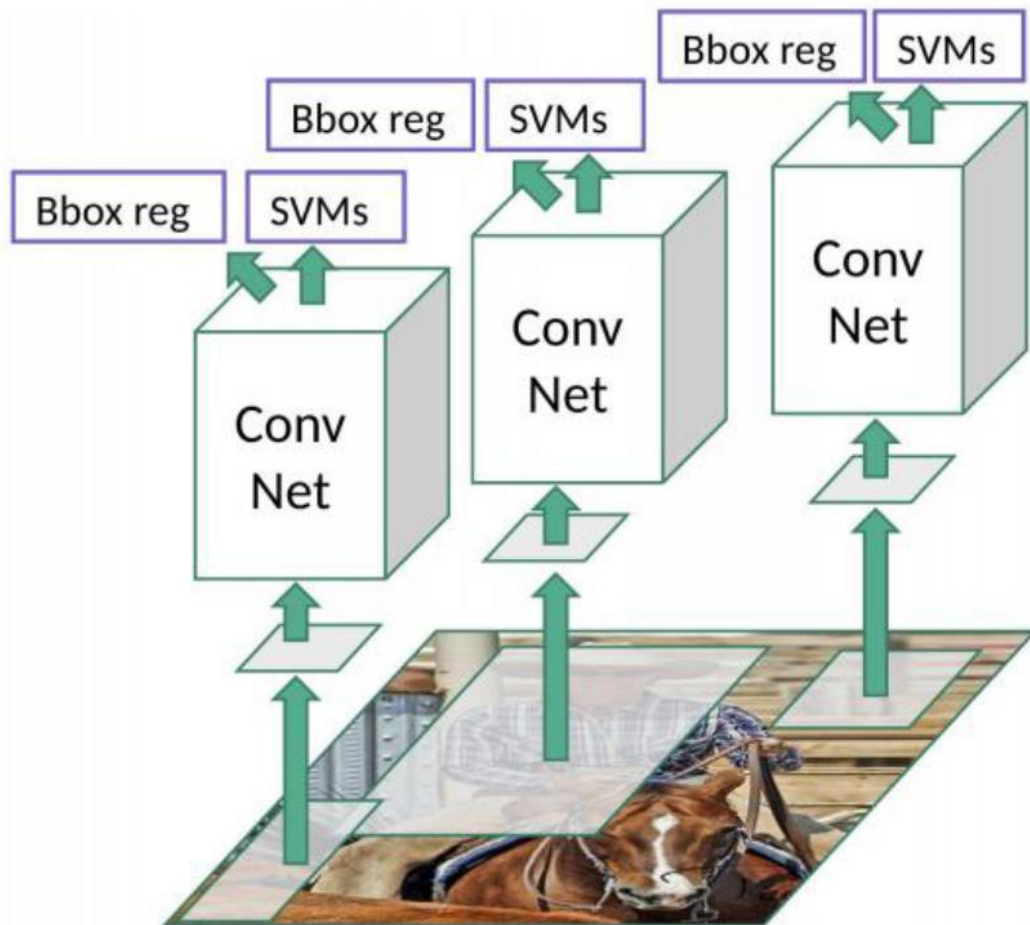 Bbox reg
SVMs
Bbox reg
SVMs
Bbox reg
SVMs
Conv
Net
Conv
Net
Conv
Net